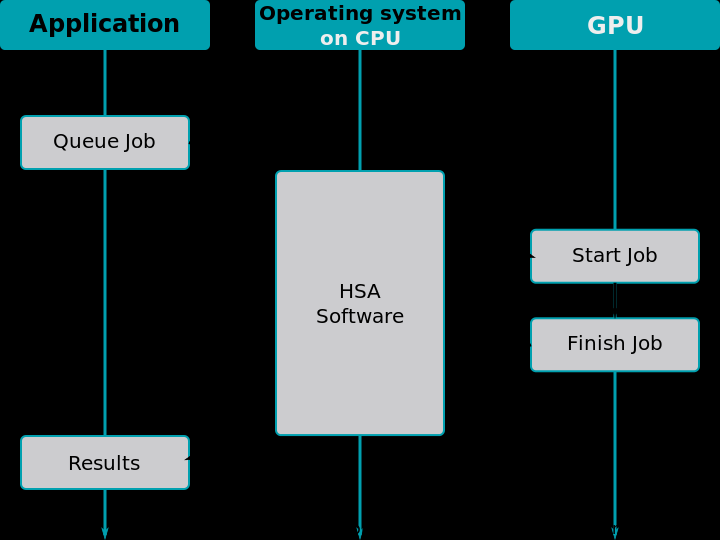 Application
Operating system
on CPU
GPU
Queue Job
HSA
Software
Start Job
Finish Job
Results